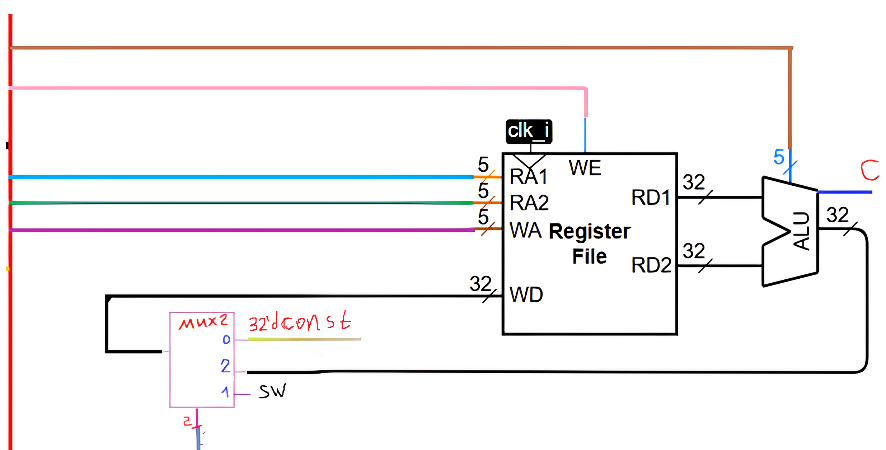 clk_i
5
WE
5
C
RA1
5
RA2
RD1
32
5
WA
Register
File
ALU
32
RD2
32
32
WD
mux2
32'dconst
0
2
1
SW
2